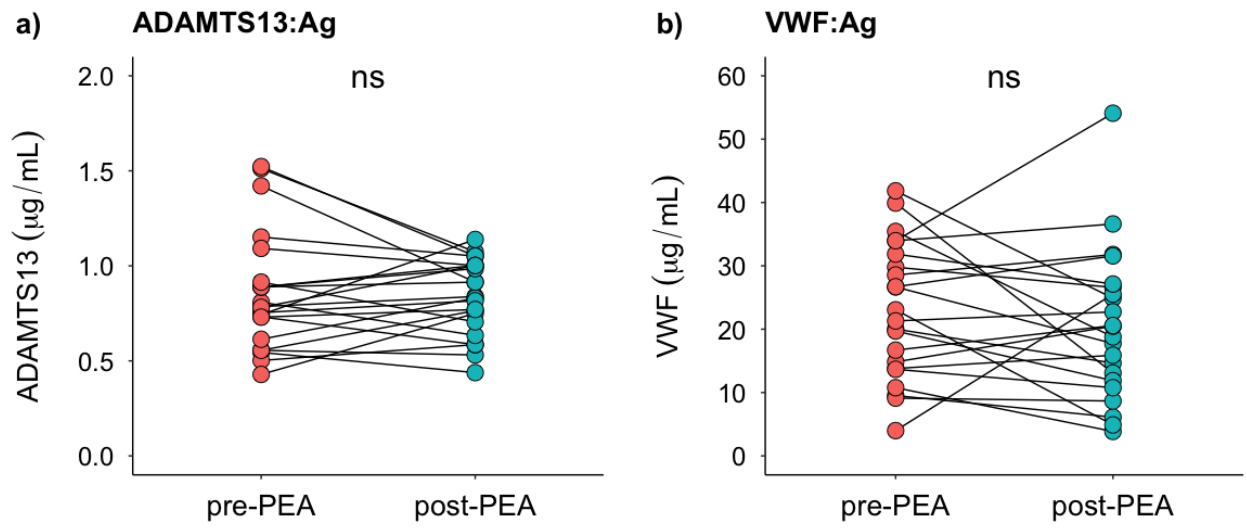 a) ADAMTS13:Ag
ns
ADAMTS13 (μg/mL)
2.0
1.5
1.0
0.5
0.0
pre-PEA post-PEA
b) VWF:Ag
ns
VWF (μg/mL)
60
50
40
30
20
10
0
pre-PEA post-PEA